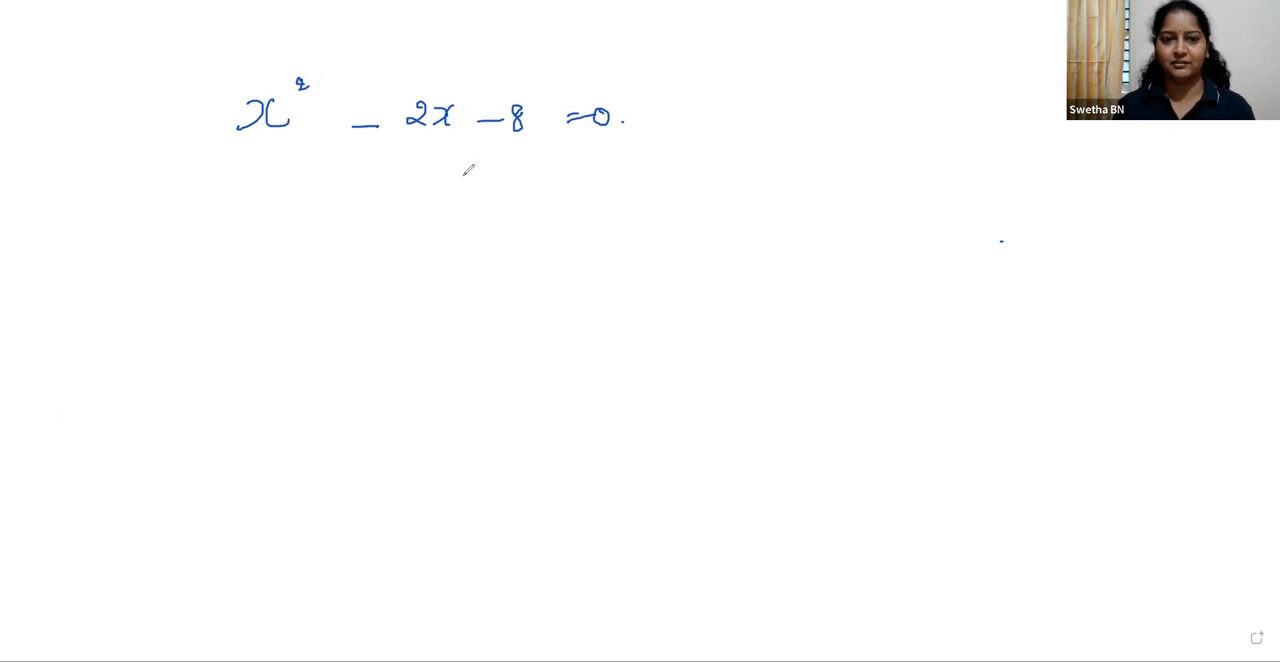 x² - 2x - 8 = 0.
Swetha BN